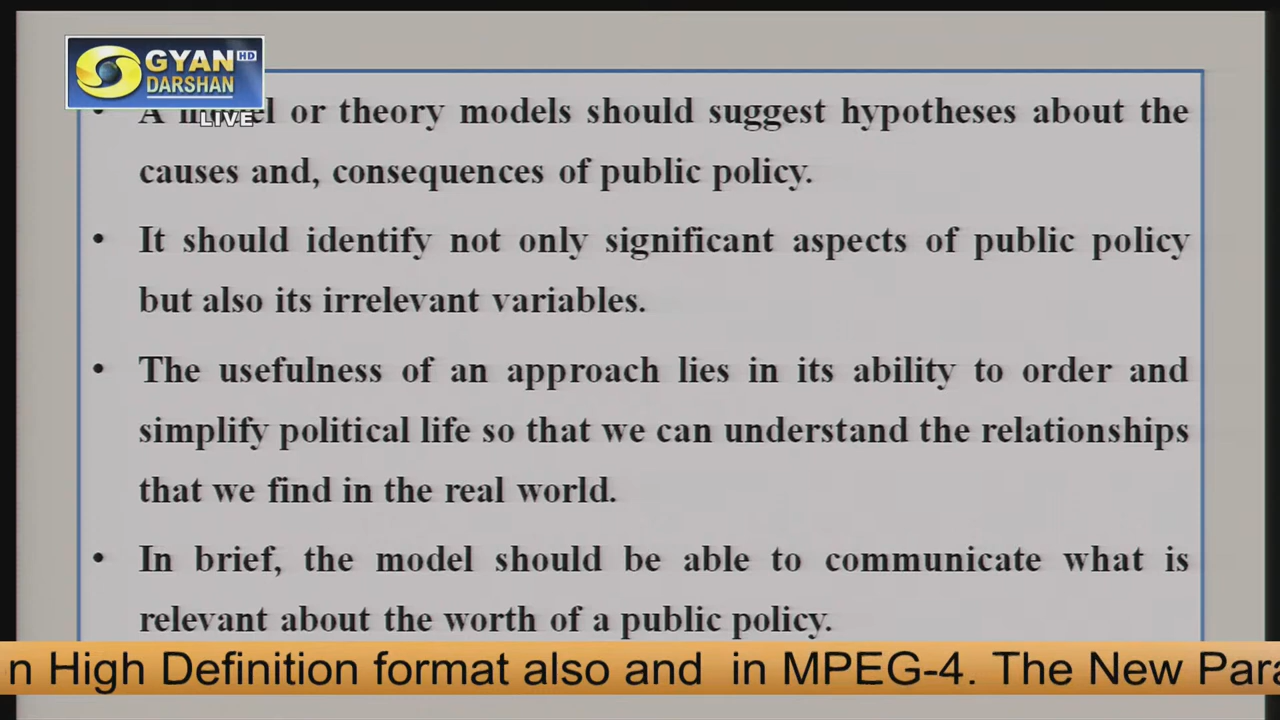 GYAN HD
DARSHAN
LIVE
• A or theory models should suggest hypotheses about the
causes and, consequences of public policy.
• It should identify not only significant aspects of public policy
but also its irrelevant variables.
• The usefulness of an approach lies in its ability to order and
simplify political life so that we can understand the relationships
that we find in the real world.
• In brief, the model should be able to communicate what is
relevant about the worth of a public policy.
n High Definition format also and in MPEG-4. The New Para